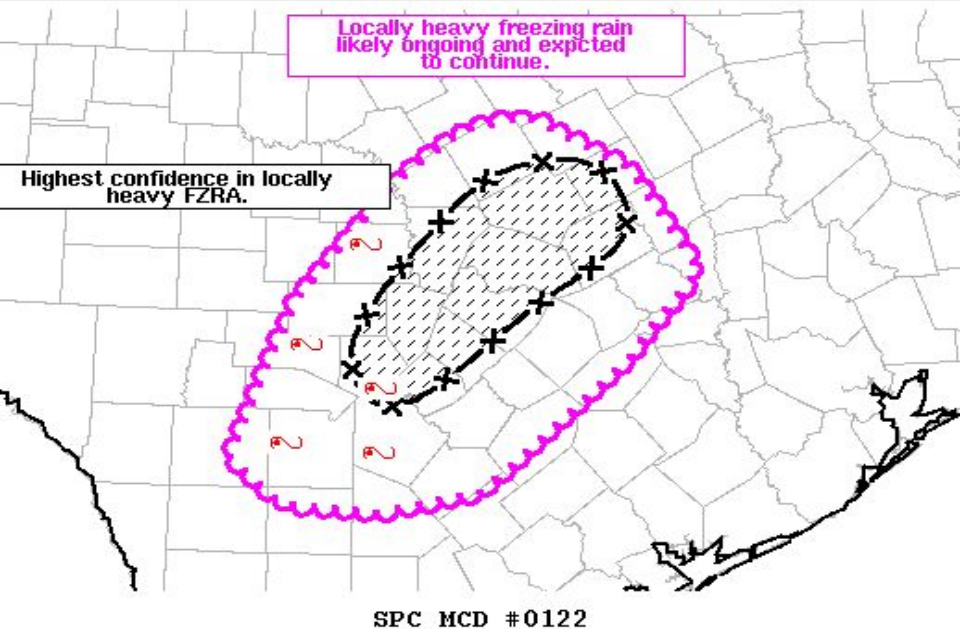 Locally heavy freezing rain
likely ongoing and expcted
to continue.
Highest confidence in locally
heavy FZRA.
SPC MCD #0122